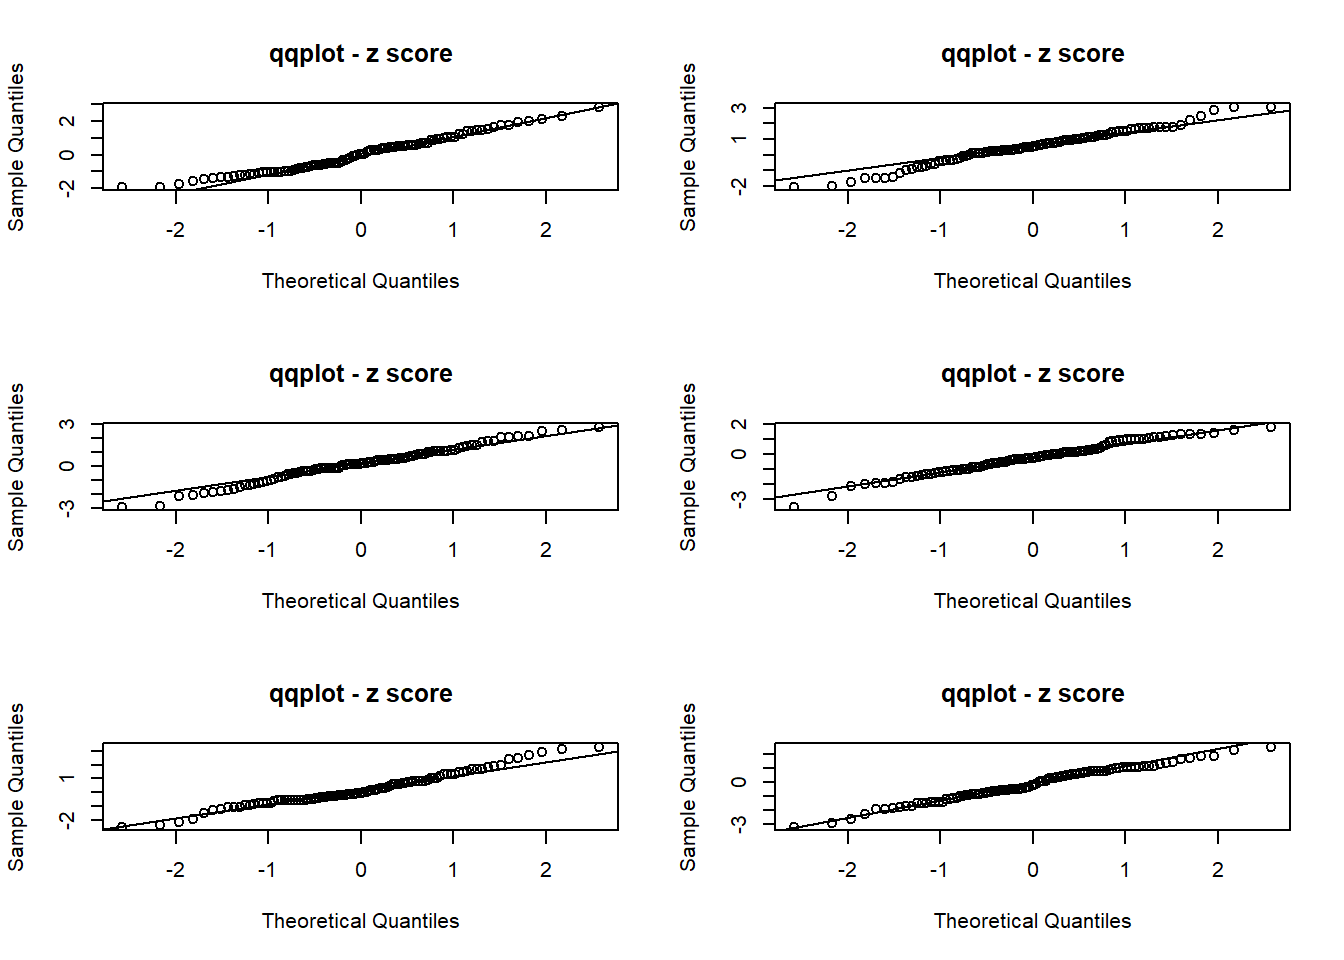 qqplot - z score
Sample Quantiles
2
0
-2
-2 -1 0 1 2
Theoretical Quantiles
qqplot - z score
Sample Quantiles
3
1
-2
-2 -1 0 1 2
Theoretical Quantiles
qqplot - z score
Sample Quantiles
3
0
-3
-2 -1 0 1 2
Theoretical Quantiles
qqplot - z score
Sample Quantiles
2
0
-3
-2 -1 0 1 2
Theoretical Quantiles
qqplot - z score
Sample Quantiles
1
-2
-2 -1 0 1 2
Theoretical Quantiles
qqplot - z score
Sample Quantiles
0
-3
-2 -1 0 1 2
Theoretical Quantiles